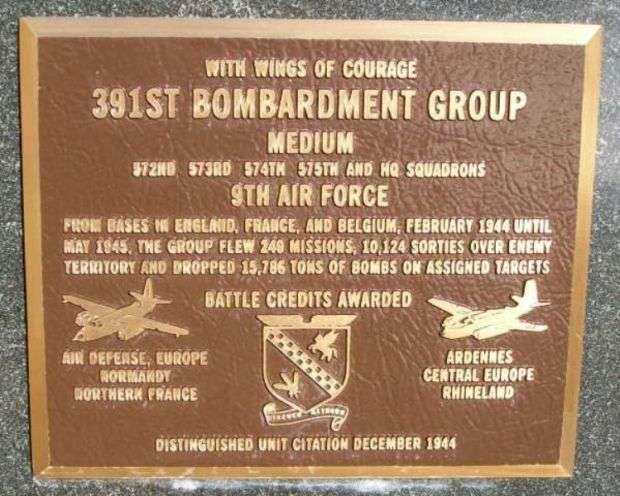 WITH WINGS OF COURAGE
391ST BOMBARDMENT GROUP
MEDIUM
572ND 573RD 574TH 575TH AND HQ SQUADRONS
9TH AIR FORCE
FROM BASES IN ENGLAND, FRANCE, AND BELGIUM, FEBRUARY 1944 UNTIL
MAY 1945, THE GROUP FLEW 240 MISSIONS, 10,124 SORTIES OVER ENEMY
TERRITORY AND DROPPED 15,786 TONS OF BOMBS ON ASSIGNED TARGETS
BATTLE CREDITS AWARDED
AIR DEFENSE, EUROPE
NORMANDY
NORTHERN FRANCE
ARDENNES
CENTRAL EUROPE
RHINELAND
DISTINGUISHED UNIT CITATION DECEMBER 1944